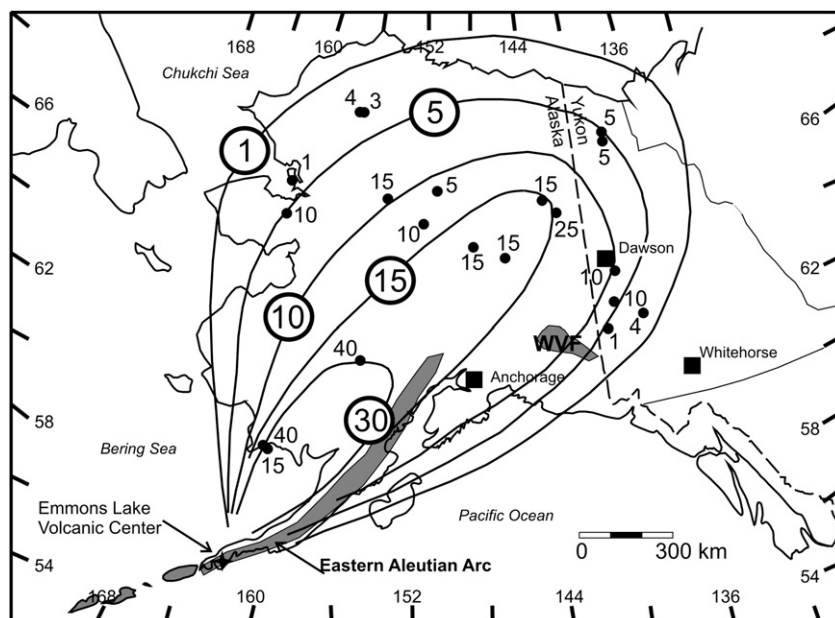 168 160 152 144 136
Chukchi Sea
66 66
4 3
5
5
Yukon
Alaska
5
1
1
15 5 15
10
10 25
64 62
15 15
Dawson
15
10
10
10 4
1
WVF
40
Whitehorse
Anchorage
58 58
30
40
Bering Sea
15
Emmons Lake
Volcanic Center
Pacific Ocean
0 300 km
54 Eastern Aleutian Arc 54
168 160 152 144 136